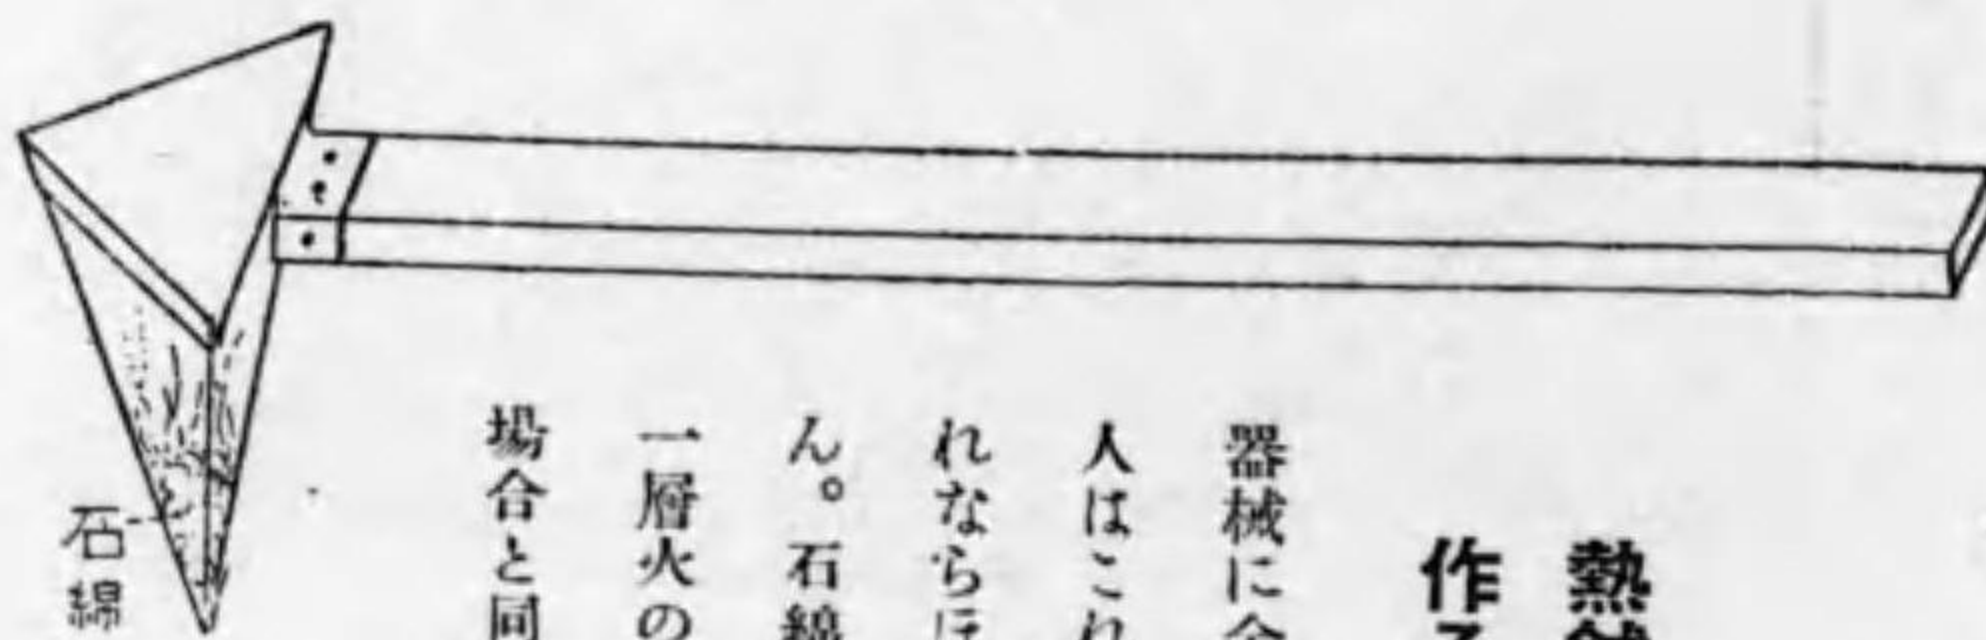 熱
作
器械に
人はこれ
れならほ
ん。石綿
一層火の
場合と同
石綿